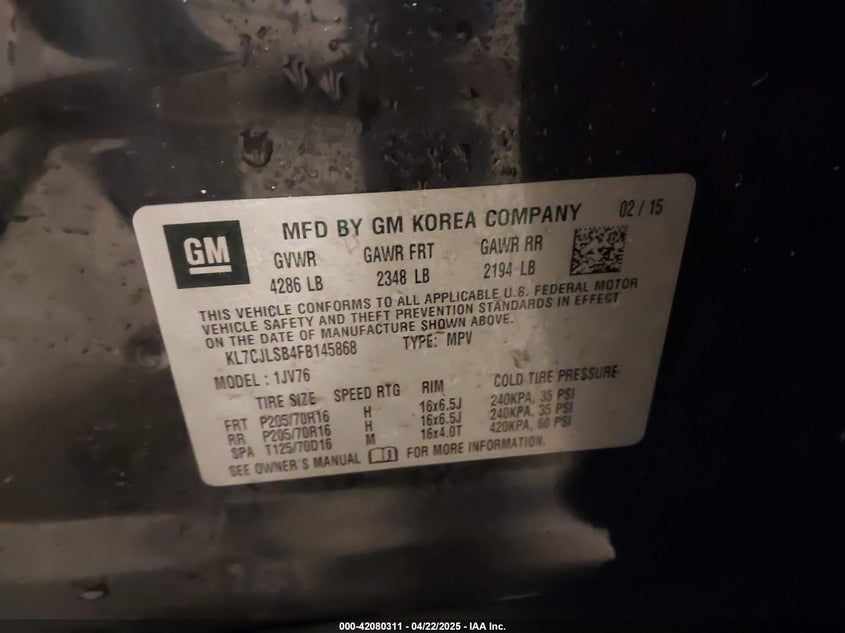 GM
MFD BY GM KOREA COMPANY 02 / 15
GVWR GAWR FRT GAWR RR
4286 LB 2348 LB 2194 LB
THIS VEHICLE CONFORMS TO ALL APPLICABLE U.S. FEDERAL MOTOR
VEHICLE SAFETY AND THEFT PREVENTION STANDARDS IN EFFECT
ON THE DATE OF MANUFACTURE SHOWN ABOVE.
KL7CJLSB4FB145868 TYPE: MPV
MODEL : 1JV76
TIRE SIZE SPEED RTG RIM COLD TIRE PRESSURE
FRT P205/70R16 H 16x6.5J 240KPA, 35 PSI
RR P205/70R16 H 16x6.5J 240KPA, 35 PSI
SPA T125/70D16 M 16x4.0T 420KPA, 60 PSI
SEE OWNER'S MANUAL FOR MORE INFORMATION.
000-42080311 - 04/22/2025 - IAA Inc.